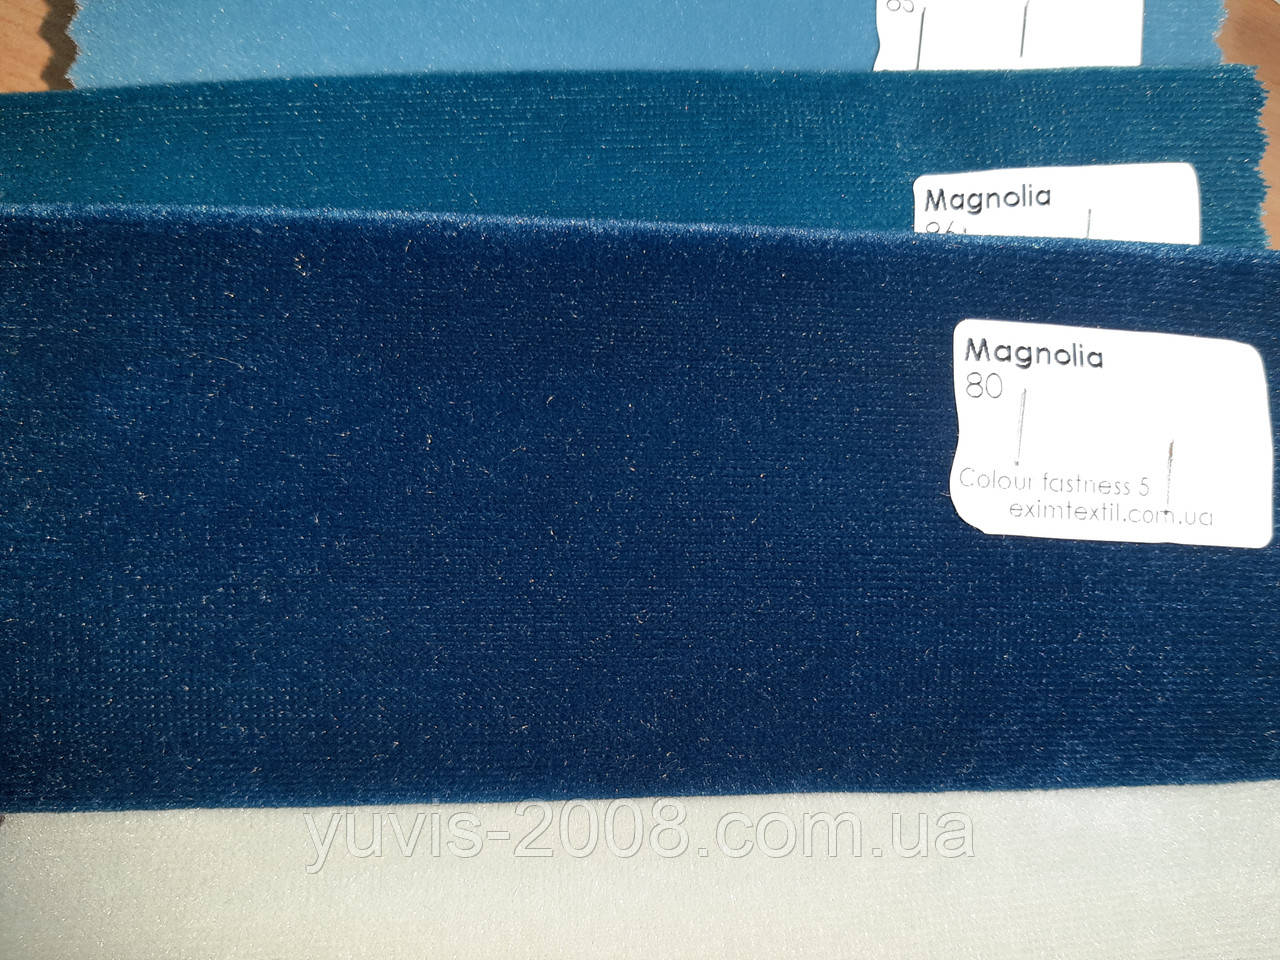 Magnolia
Magnolia
80
Colour fastness 5
eximtextil.com.ua
yuvis-2008.com.ua